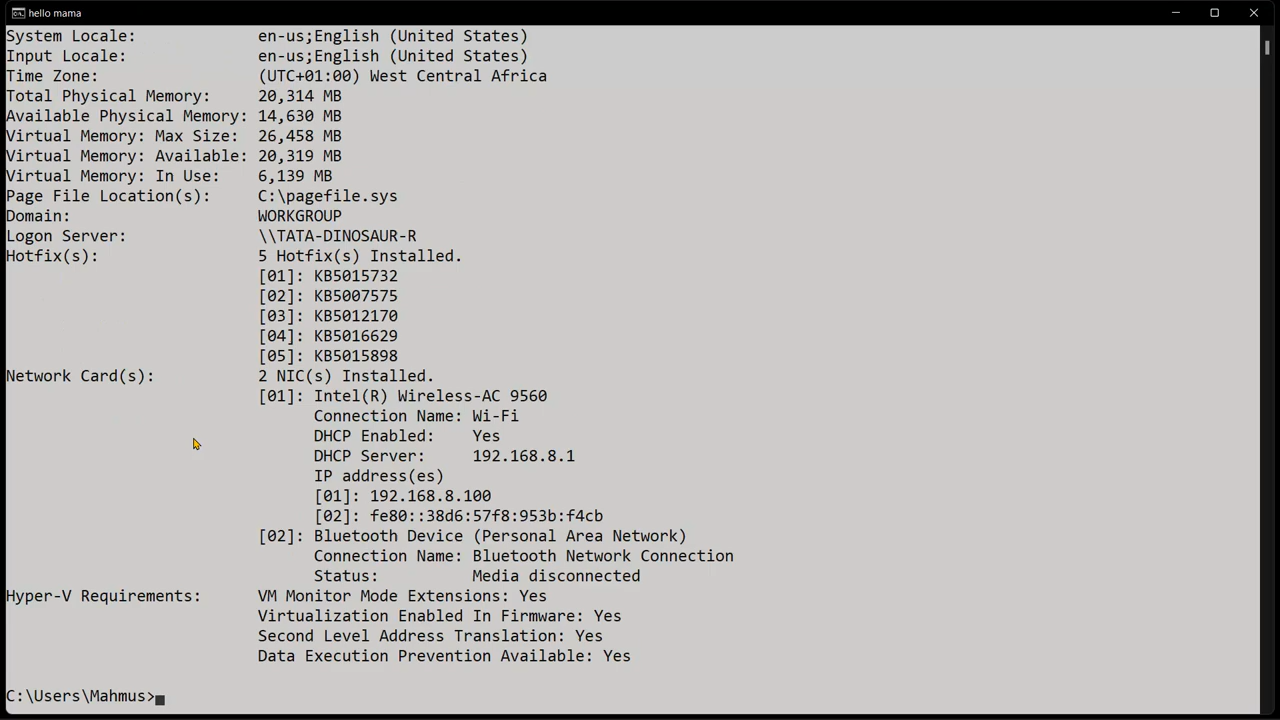 hello mama
System Locale: en-us;English (United States)
Input Locale: en-us;English (United States)
Time Zone: (UTC+01:00) West Central Africa
Total Physical Memory: 20,314 MB
Available Physical Memory: 14,630 MB
Virtual Memory: Max Size: 26,458 MB
Virtual Memory: Available: 20,319 MB
Virtual Memory: In Use: 6,139 MB
Page File Location(s): C:\pagefile.sys
Domain: WORKGROUP
Logon Server: \\TATA-DINOSAUR-R
Hotfix(s): 5 Hotfix(s) Installed.
[01]: KB5015732
[02]: KB5007575
[03]: KB5012170
[04]: KB5016629
[05]: KB5015898
Network Card(s): 2 NIC(s) Installed.
[01]: Intel(R) Wireless-AC 9560
Connection Name: Wi-Fi
DHCP Enabled: Yes
DHCP Server: 192.168.8.1
IP address(es)
[01]: 192.168.8.100
[02]: fe80::38d6:57f8:953b:f4cb
[02]: Bluetooth Device (Personal Area Network)
Connection Name: Bluetooth Network Connection
Status: Media disconnected
Hyper-V Requirements: VM Monitor Mode Extensions: Yes
Virtualization Enabled In Firmware: Yes
Second Level Address Translation: Yes
Data Execution Prevention Available: Yes
C:\Users\Mahmus>